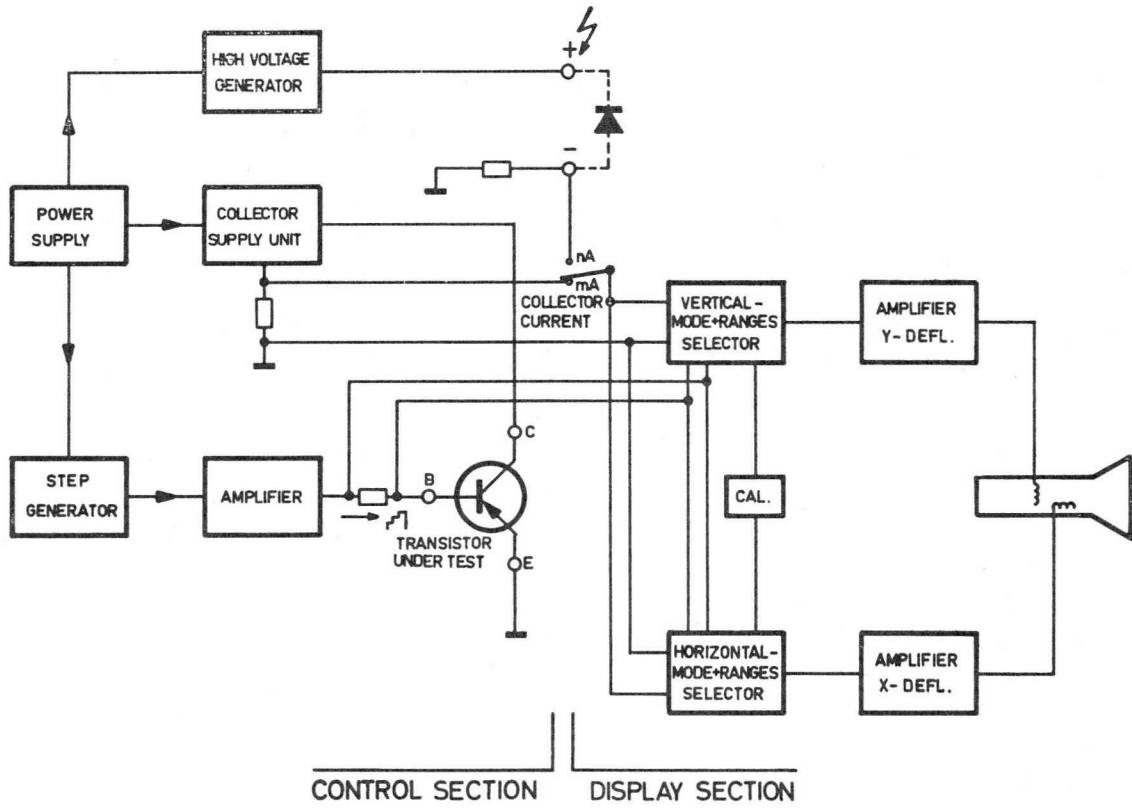 HIGH VOLTAGE
GENERATOR
+
−
POWER
SUPPLY
COLLECTOR
SUPPLY UNIT
nA
mA
COLLECTOR
CURRENT
VERTICAL-
MODE+RANGES
SELECTOR
AMPLIFIER
Y- DEFL.
C
STEP
GENERATOR
AMPLIFIER
B
TRANSISTOR
UNDER TEST
E
CAL.
HORIZONTAL-
MODE+RANGES
SELECTOR
AMPLIFIER
X- DEFL.
CONTROL SECTION
DISPLAY SECTION